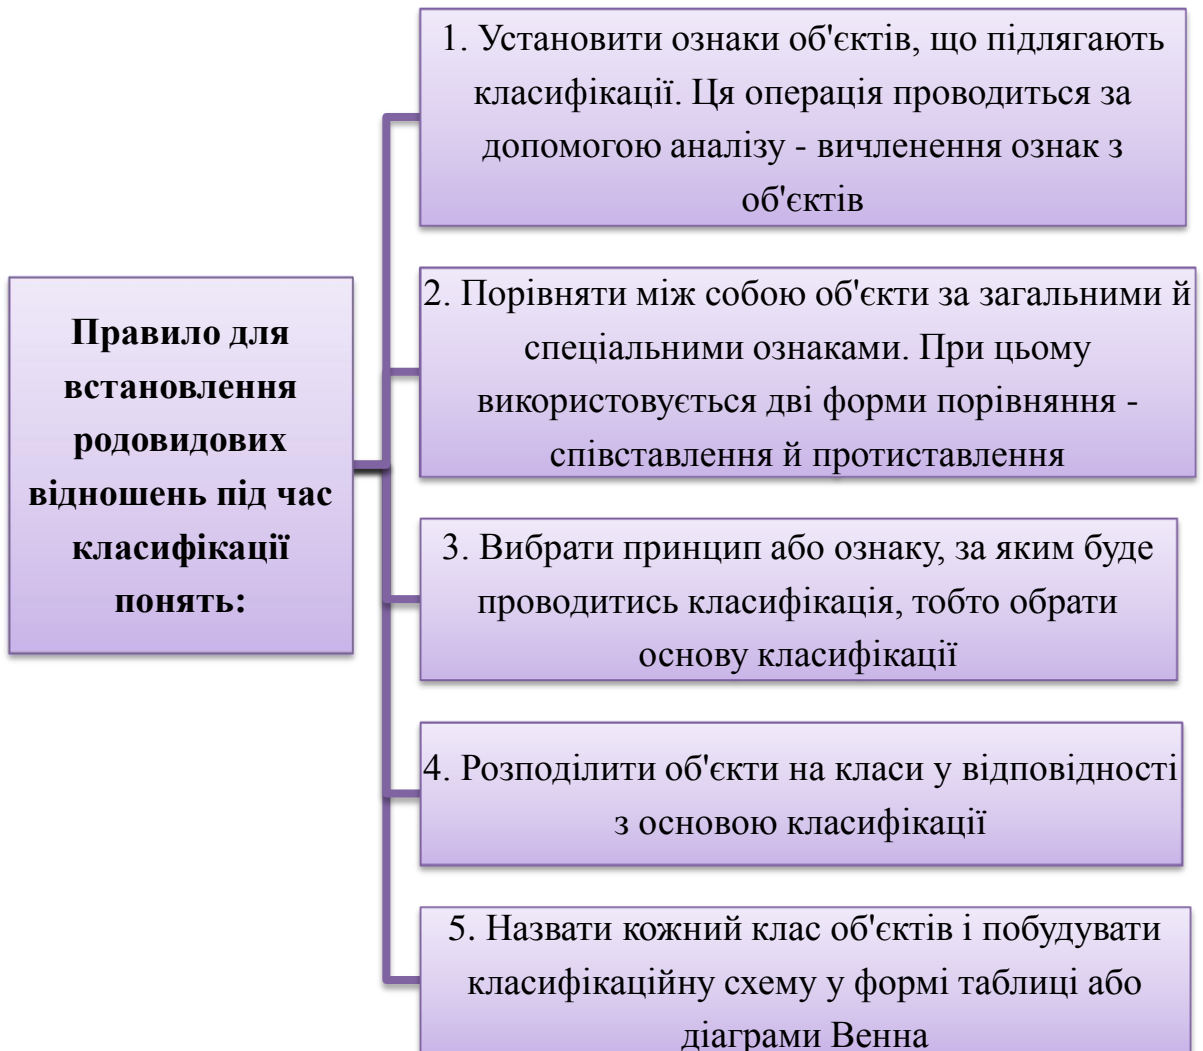 Правило для
встановлення
родовидових
відношень під час
класифікації
понять:
1. Установити ознаки об'єктів, що підлягають
класифікації. Ця операція проводиться за
допомогою аналізу - вичленення ознак з
об'єктів
2. Порівняти між собою об'єкти за загальними й
спеціальними ознаками. При цьому
використовується дві форми порівняння -
співставлення й протиставлення
3. Вибрати принцип або ознаку, за яким буде
проводитись класифікація, тобто обрати
основу класифікації
4. Розподілити об'єкти на класи у відповідності
з основою класифікації
5. Назвати кожний клас об'єктів і побудувати
класифікаційну схему у формі таблиці або
діаграми Венна